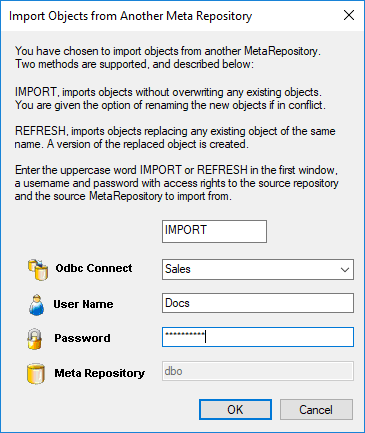 Import Objects from Another Meta Repository
You have chosen to import objects from another MetaRepository.
Two methods are supported, and described below:
IMPORT, imports objects without overwriting any existing objects.
You are given the option of renaming the new objects if in conflict.
REFRESH, imports objects replacing any existing object of the same
name. A version of the replaced object is created.
Enter the uppercase word IMPORT or REFRESH in the first window,
a username and password with access rights to the source repository
and the source MetaRepository to import from.
IMPORT
Odbc Connect Sales
User Name Docs
Password **********
Meta Repository dbo
OK Cancel